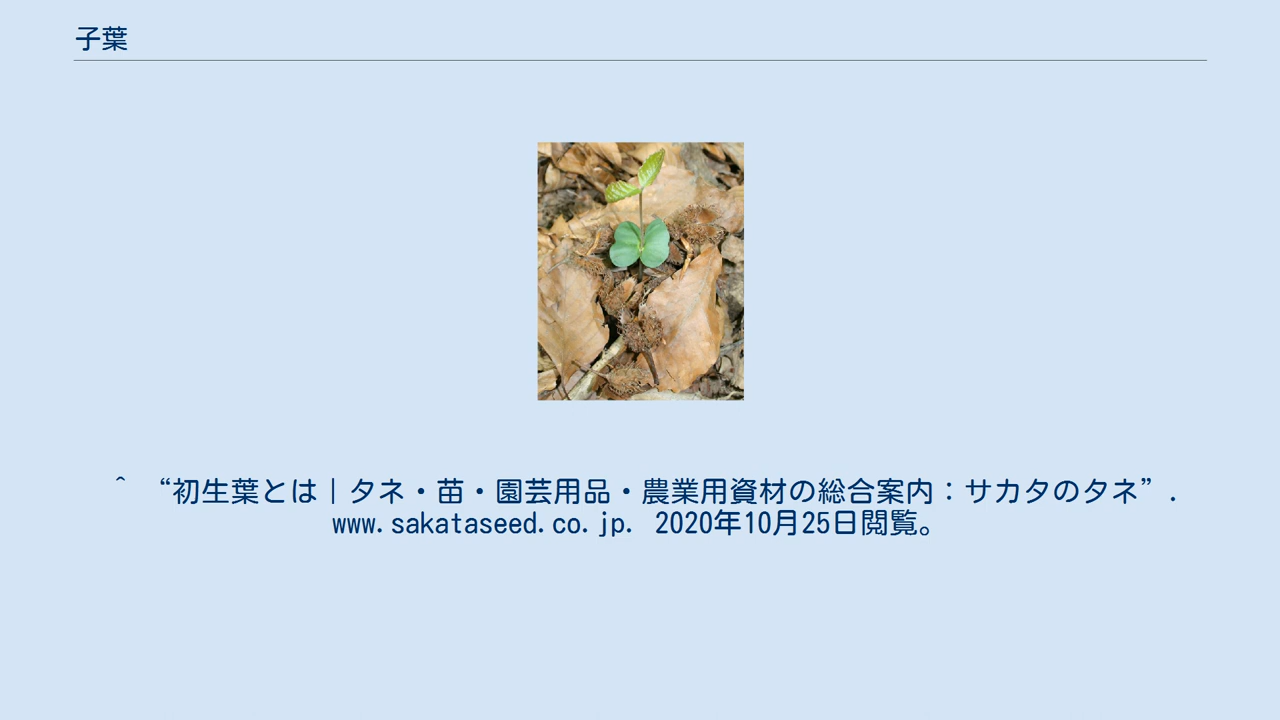 子葉
^ “初生葉とは｜タネ・苗・園芸用品・農業用資材の総合案内：サカタのタネ”.
www.sakataseed.co.jp. 2020年10月25日閲覧。